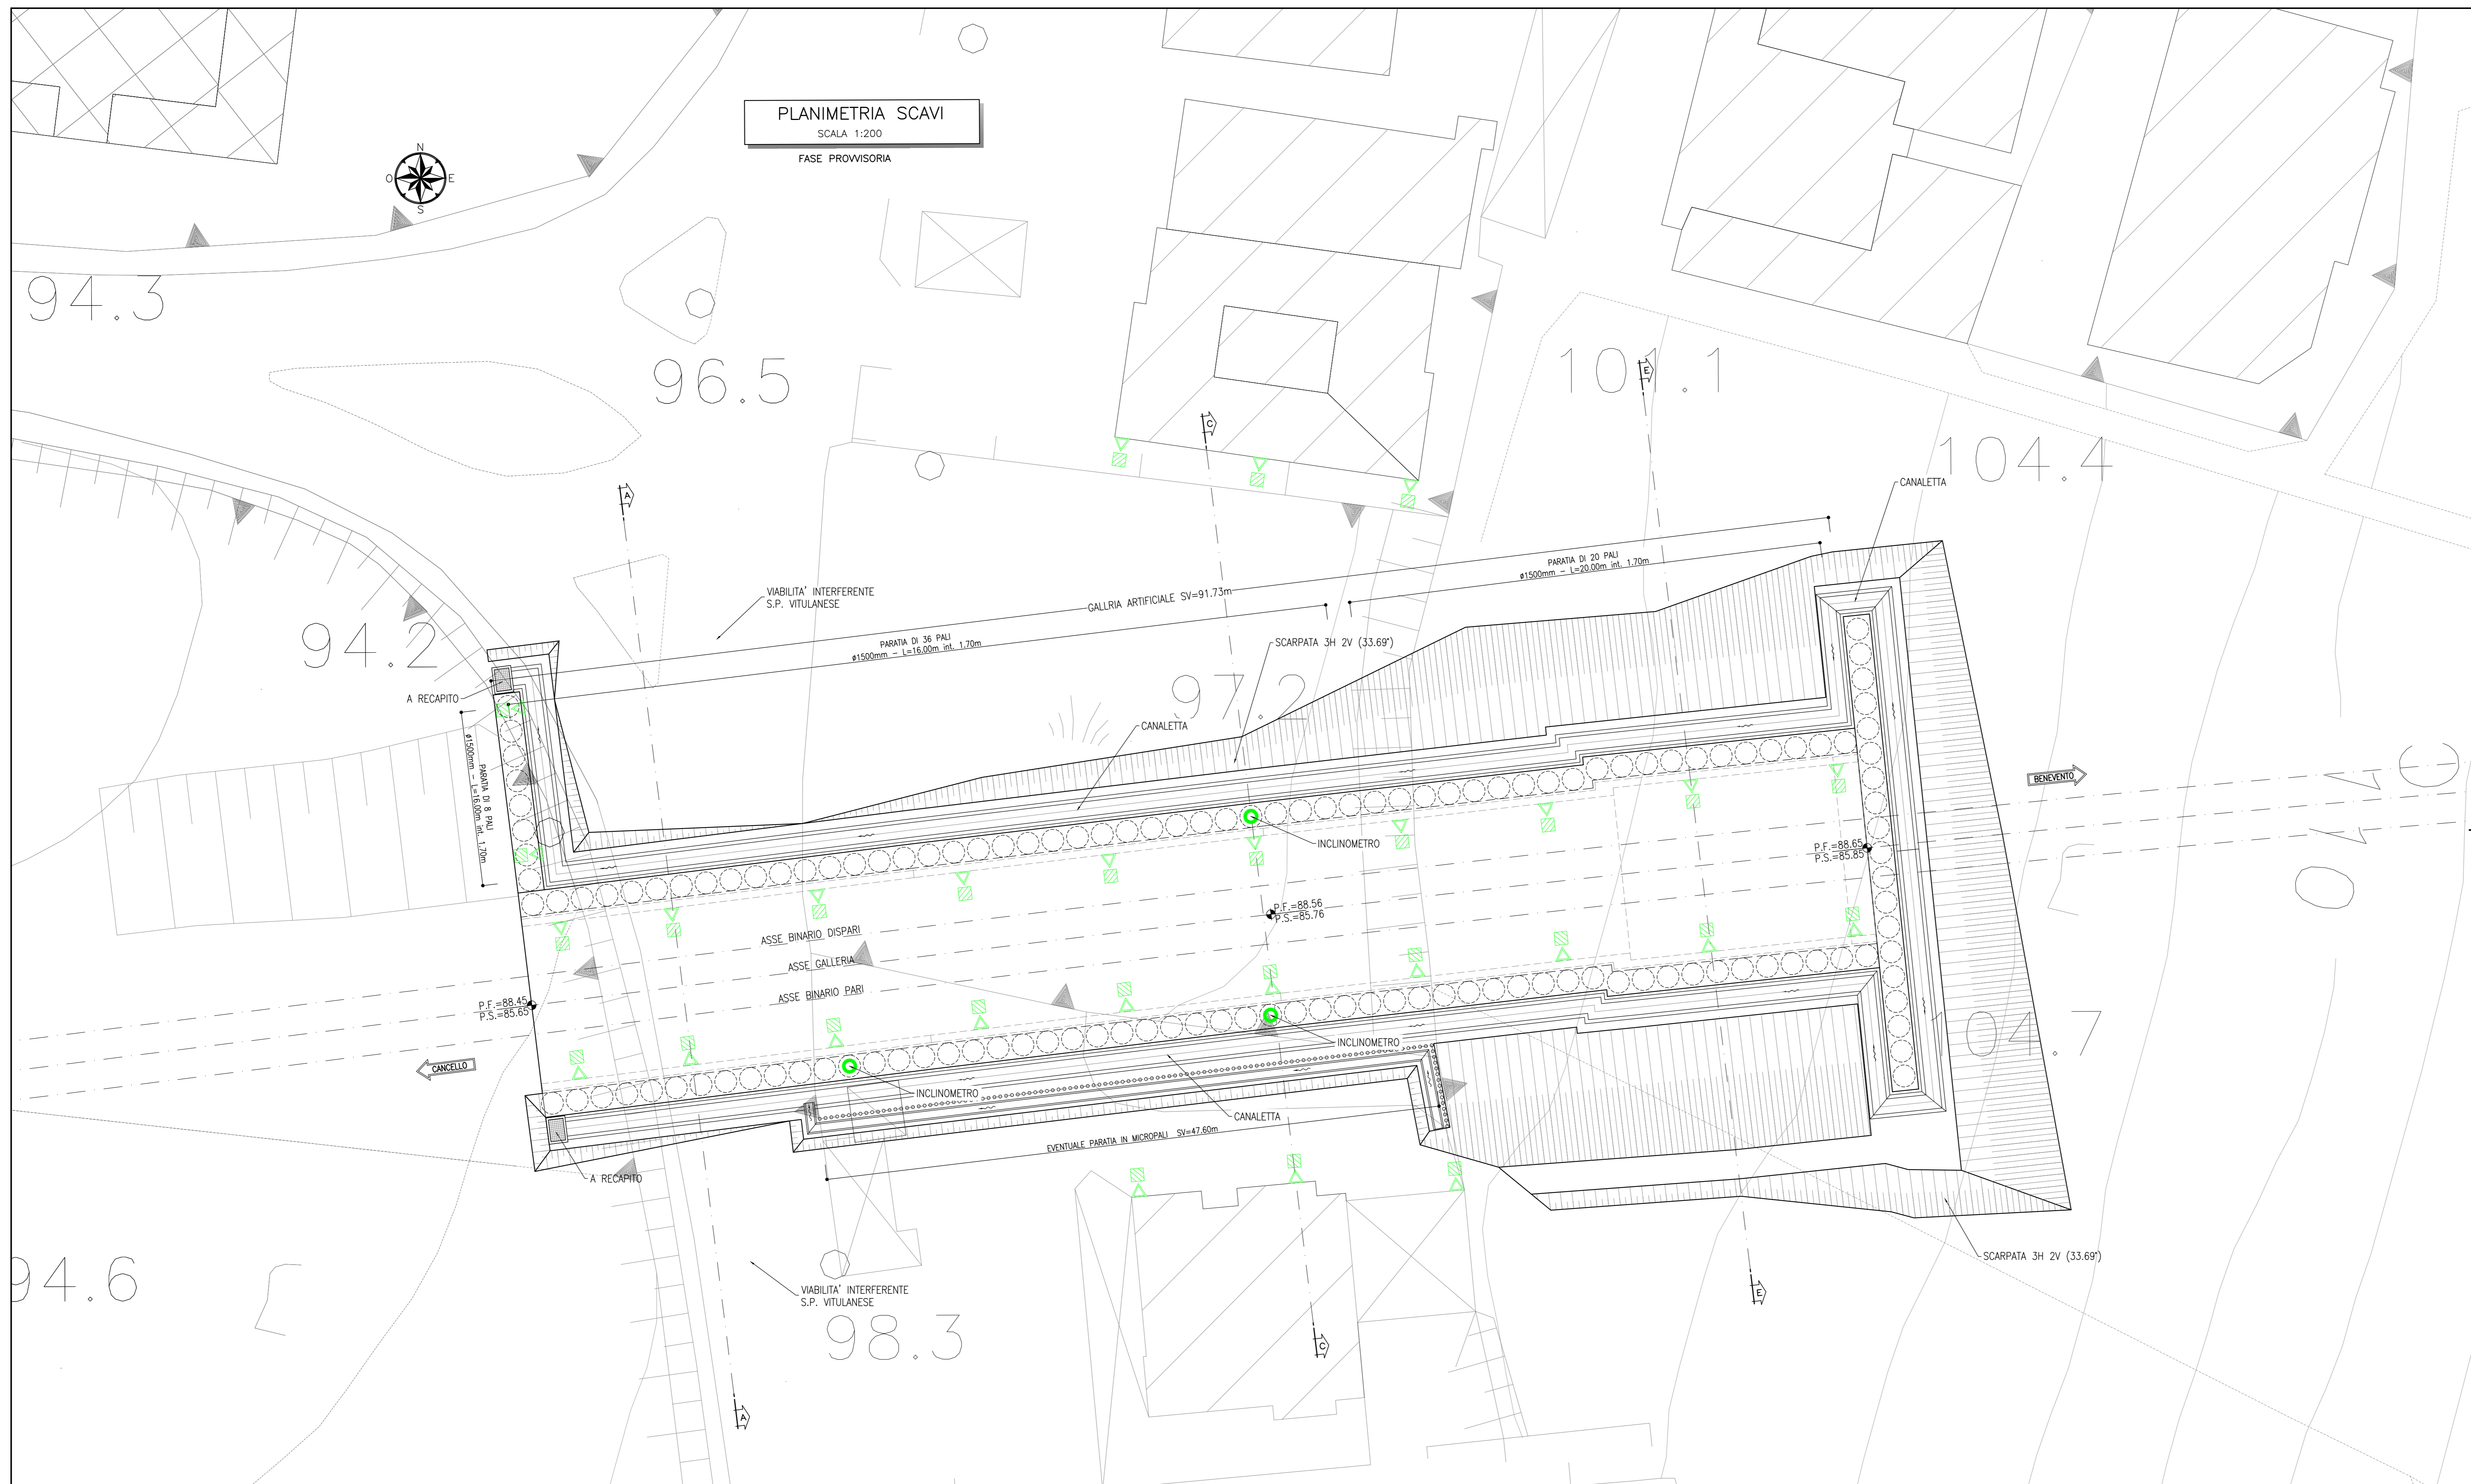 PLANIMETRIA SCAVI
SCALA 1:200
FASE PROVVISORIA
N
O
E
S
94.3
96.5
101.1
E
C
104.4
CANALETTA
A
PARATIA DI 20 PALI
ø1500mm – L=20.00m int. 1.70m
VIABILITA' INTERFERENTE
S.P. VITULANESE
GALLRIA ARTIFICIALE SV=91.73m
94.2
PARATIA DI 36 PALI
ø1500mm – L=16.00m int. 1.70m
SCARPATA 3H 2V (33.69°)
A RECAPITO
97.2
CANALETTA
PARATIA DI 8 PALI
ø1500mm – L=16.00m int. 1.70m
BENEVENTO
INCLINOMETRO
P.F.=88.65
P.S.=85.85
P.F.=88.56
P.S.=85.76
ASSE BINARIO DISPARI
ASSE GALLERIA
ASSE BINARIO PARI
P.F.=88.45
P.S.=85.65
CANCELLO
INCLINOMETRO
104.7
INCLINOMETRO
CANALETTA
EVENTUALE PARATIA IN MICROPALI SV=47.60m
A RECAPITO
SCARPATA 3H 2V (33.69°)
94.6
VIABILITA' INTERFERENTE
S.P. VITULANESE
E
98.3
C
A